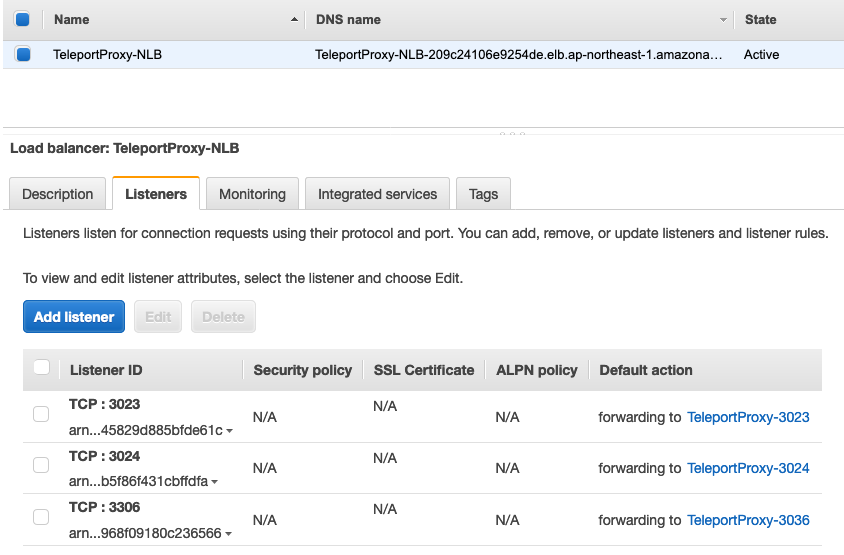 Name DNS name State
TeleportProxy-NLB TeleportProxy-NLB-209c24106e9254de.elb.ap-northeast-1.amazona... Active
Load balancer: TeleportProxy-NLB
Description Listeners Monitoring Integrated services Tags
Listeners listen for connection requests using their protocol and port. You can add, remove, or update listeners and listener rules.
To view and edit listener attributes, select the listener and choose Edit.
Add listener Edit Delete
Listener ID Security policy SSL Certificate ALPN policy Default action
TCP : 3023 N/A
N/A N/A forwarding to TeleportProxy-3023
arn...45829d885bfde61c
TCP : 3024 N/A
N/A N/A forwarding to TeleportProxy-3024
arn...b5f86f431cbffdfa
TCP : 3306 N/A
N/A N/A forwarding to TeleportProxy-3036
arn...968f09180c236566